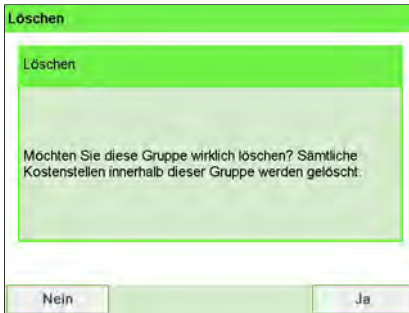 Löschen
Löschen
Möchten Sie diese Gruppe wirklich löschen? Sämtliche
Kostenstellen innerhalb dieser Gruppe werden gelöscht.
Nein
Ja